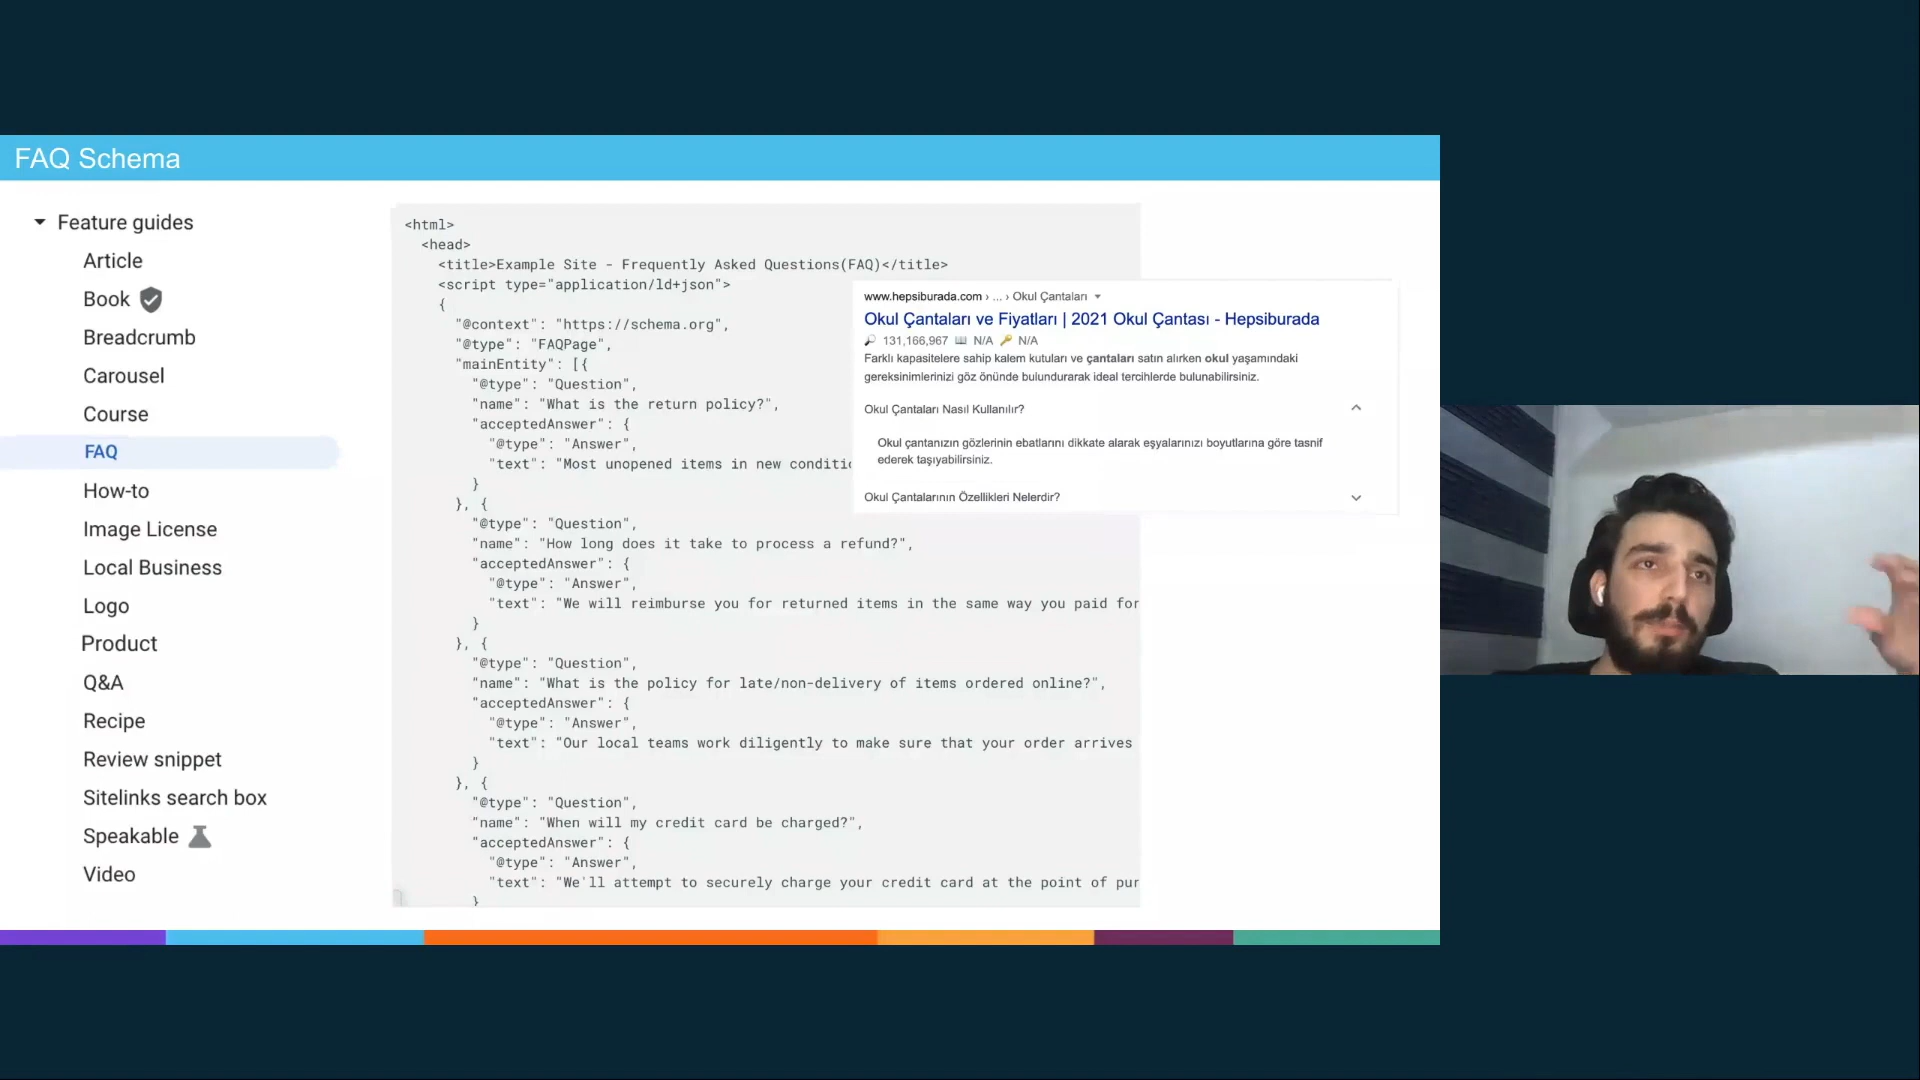 FAQ Schema
Feature guides
Article
Book
Breadcrumb
Carousel
Course
FAQ
How-to
Image License
Local Business
Logo
Product
Q&A
Recipe
Review snippet
Sitelinks search box
Speakable
Video
<html>
<head>
<title>Example Site - Frequently Asked Questions(FAQ)</title>
<script type="application/ld+json">
{
"@context": "https://schema.org",
"@type": "FAQPage",
"mainEntity": [{
"@type": "Question",
"name": "What is the return policy?",
"acceptedAnswer": {
"@type": "Answer",
"text": "Most unopened items in new conditic
}
}, {
"@type": "Question",
"name": "How long does it take to process a refund?",
"acceptedAnswer": {
"@type": "Answer",
"text": "We will reimburse you for returned items in the same way you paid for
}
}, {
"@type": "Question",
"name": "What is the policy for late/non-delivery of items ordered online?",
"acceptedAnswer": {
"@type": "Answer",
"text": "Our local teams work diligently to make sure that your order arrives
}
}, {
"@type": "Question",
"name": "When will my credit card be charged?",
"acceptedAnswer": {
"@type": "Answer",
"text": "We'll attempt to securely charge your credit card at the point of pur
}
www.hepsiburada.com › ... › Okul Çantaları
Okul Çantaları ve Fiyatları | 2021 Okul Çantası - Hepsiburada
131,166,967 N/A N/A
Farklı kapasitelere sahip kalem kutuları ve çantaları satın alırken okul yaşamındaki
gereksinimlerinizi göz önünde bulundurarak ideal tercihlerde bulunabilirsiniz.
Okul Çantaları Nasıl Kullanılır?
Okul çantanızın gözlerinin ebatlarını dikkate alarak eşyalarınızı boyutlarına göre tasnif
ederek taşıyabilirsiniz.
Okul Çantalarının Özellikleri Nelerdir?